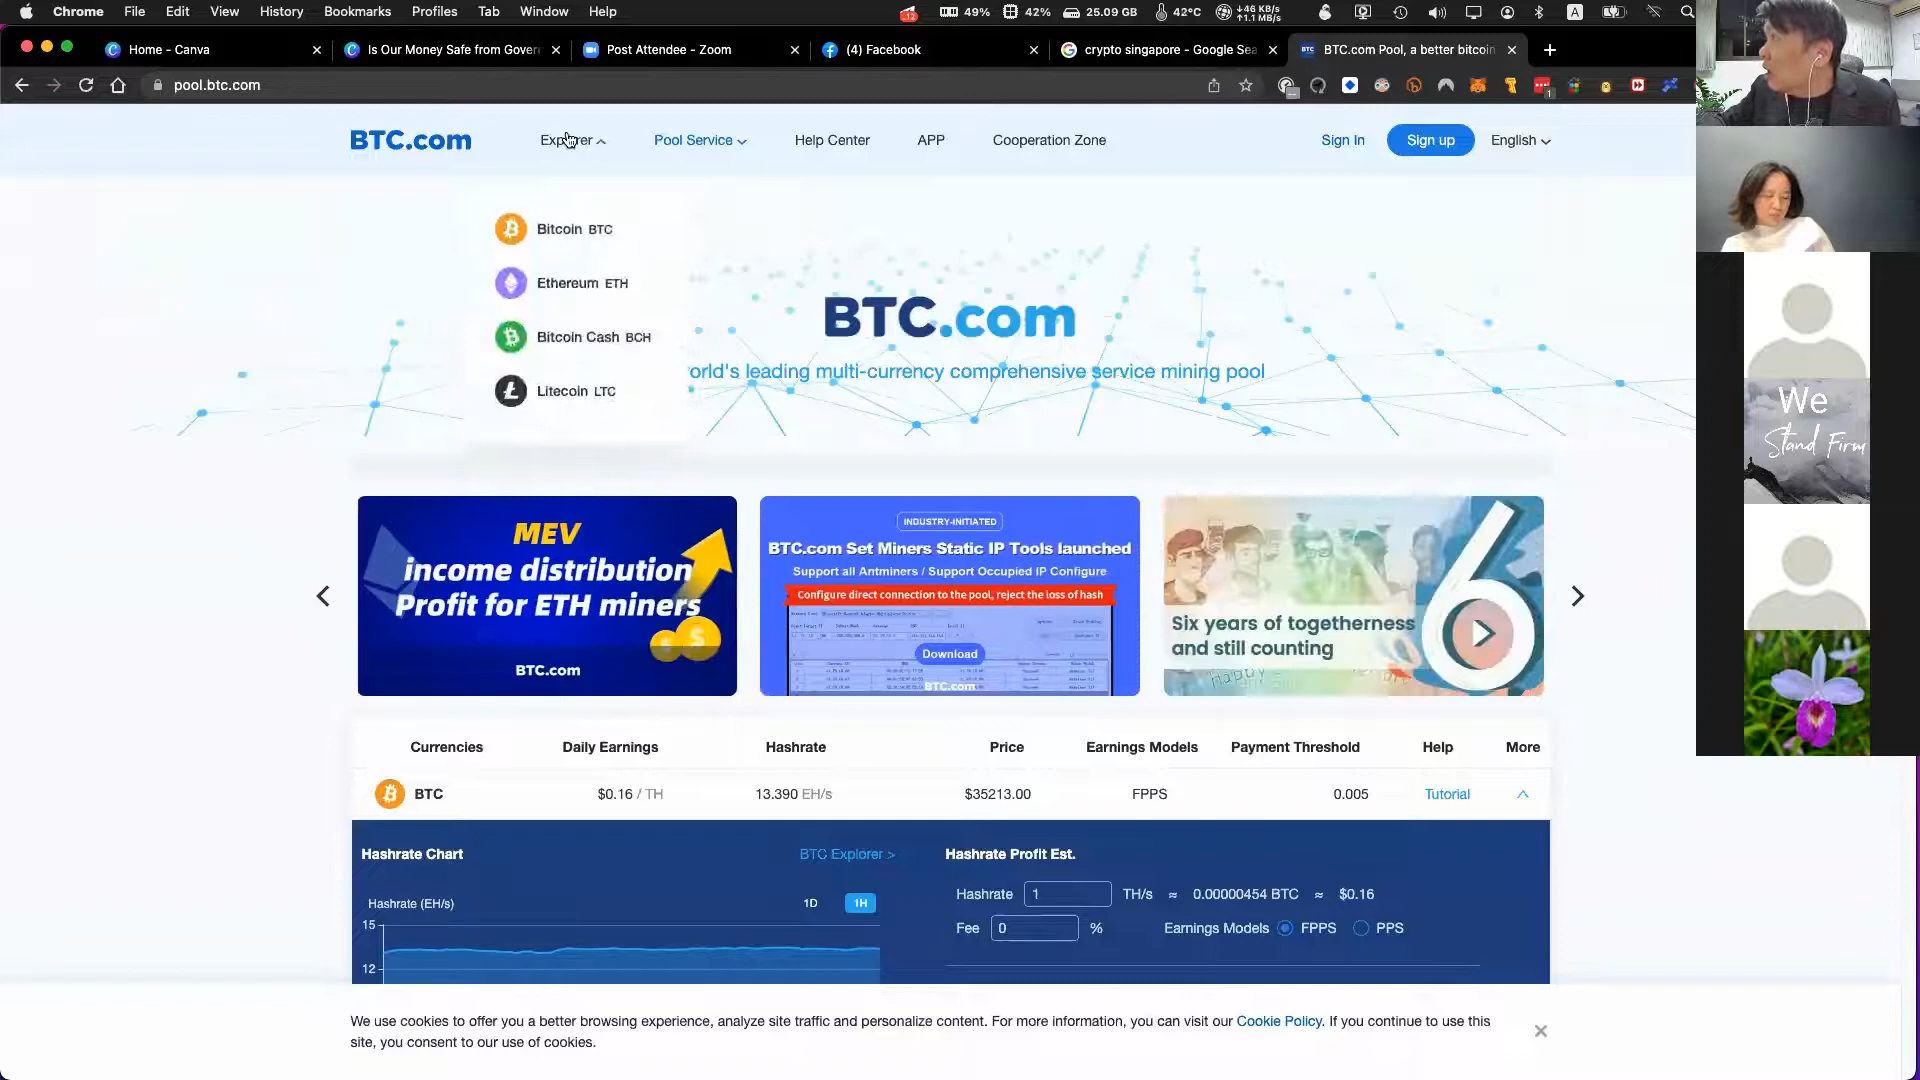 Chrome File Edit View History Bookmarks Profiles Tab Window Help
12 49% 42% 25.09 GB 42°C ↓46 KB/s ↑1.1 MB/s A
Home - Canva
Is Our Money Safe from Gover
Post Attendee - Zoom
(4) Facebook
crypto singapore - Google Sea
BTC.com Pool, a better bitcoin
pool.btc.com
BTC.com
Explorer
Pool Service
Help Center
APP
Cooperation Zone
Sign In
Sign up
English
Bitcoin BTC
Ethereum ETH
Bitcoin Cash BCH
Litecoin LTC
BTC.com
orld's leading multi-currency comprehensive service mining pool
We
Stand Firm
MEV
income distribution
Profit for ETH miners
BTC.com
INDUSTRY-INITIATED
BTC.com Set Miners Static IP Tools launched
Support all Antminers / Support Occupied IP Configure
Configure direct connection to the pool, reject the loss of hash
Download
BTC.com
Six years of togetherness
and still counting
6
Currencies Daily Earnings Hashrate Price Earnings Models Payment Threshold Help More
BTC $0.16 / TH 13.390 EH/s $35213.00 FPPS 0.005 Tutorial
Hashrate Chart
BTC Explorer >
Hashrate Profit Est.
Hashrate (EH/s)
1D
1H
15
12
Hashrate 1 TH/s ≈ 0.00000454 BTC ≈ $0.16
Fee 0 % Earnings Models FPPS PPS
We use cookies to offer you a better browsing experience, analyze site traffic and personalize content. For more information, you can visit our Cookie Policy. If you continue to use this
site, you consent to our use of cookies.